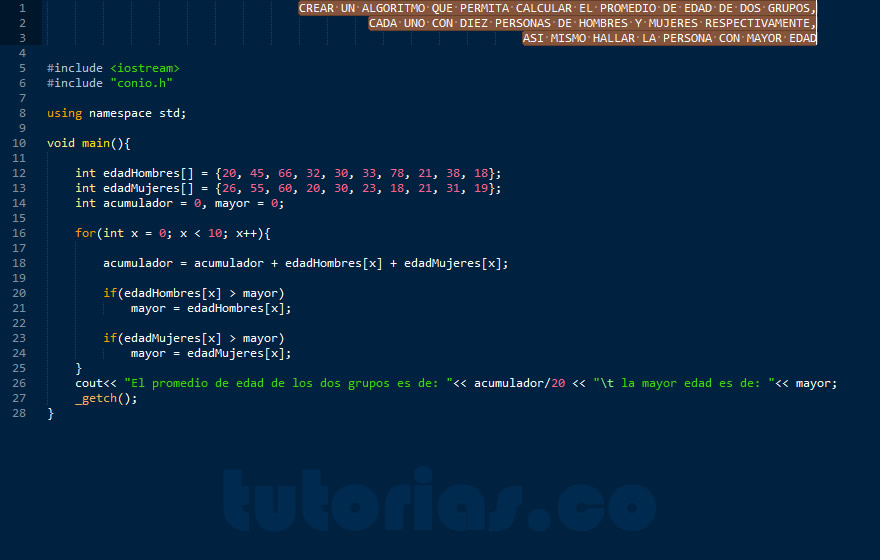 1 CREAR UN ALGORITMO QUE PERMITA CALCULAR EL PROMEDIO DE EDAD DE DOS GRUPOS,
2 CADA UNO CON DIEZ PERSONAS DE HOMBRES Y MUJERES RESPECTIVAMENTE,
3 ASI MISMO HALLAR LA PERSONA CON MAYOR EDAD
4
5 #include <iostream>
6 #include "conio.h"
7
8 using namespace std;
9
10 void main(){
11
12 int edadHombres[] = {20, 45, 66, 32, 30, 33, 78, 21, 38, 18};
13 int edadMujeres[] = {26, 55, 60, 20, 30, 23, 18, 21, 31, 19};
14 int acumulador = 0, mayor = 0;
15
16 for(int x = 0; x < 10; x++){
17
18 acumulador = acumulador + edadHombres[x] + edadMujeres[x];
19
20 if(edadHombres[x] > mayor)
21 mayor = edadHombres[x];
22
23 if(edadMujeres[x] > mayor)
24 mayor = edadMujeres[x];
25 }
26 cout<< "El promedio de edad de los dos grupos es de: "<< acumulador/20 << "\t la mayor edad es de: "<< mayor;
27 _getch();
28 }
tutorias.co